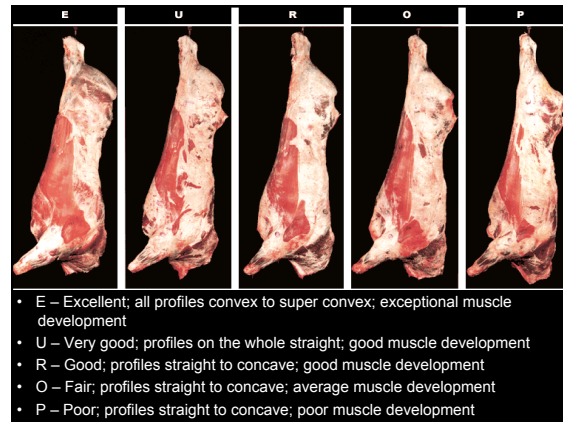 E U R O P
• E – Excellent; all profiles convex to super convex; exceptional muscle
development
• U – Very good; profiles on the whole straight; good muscle development
• R – Good; profiles straight to concave; good muscle development
• O – Fair; profiles straight to concave; average muscle development
• P – Poor; profiles straight to concave; poor muscle development